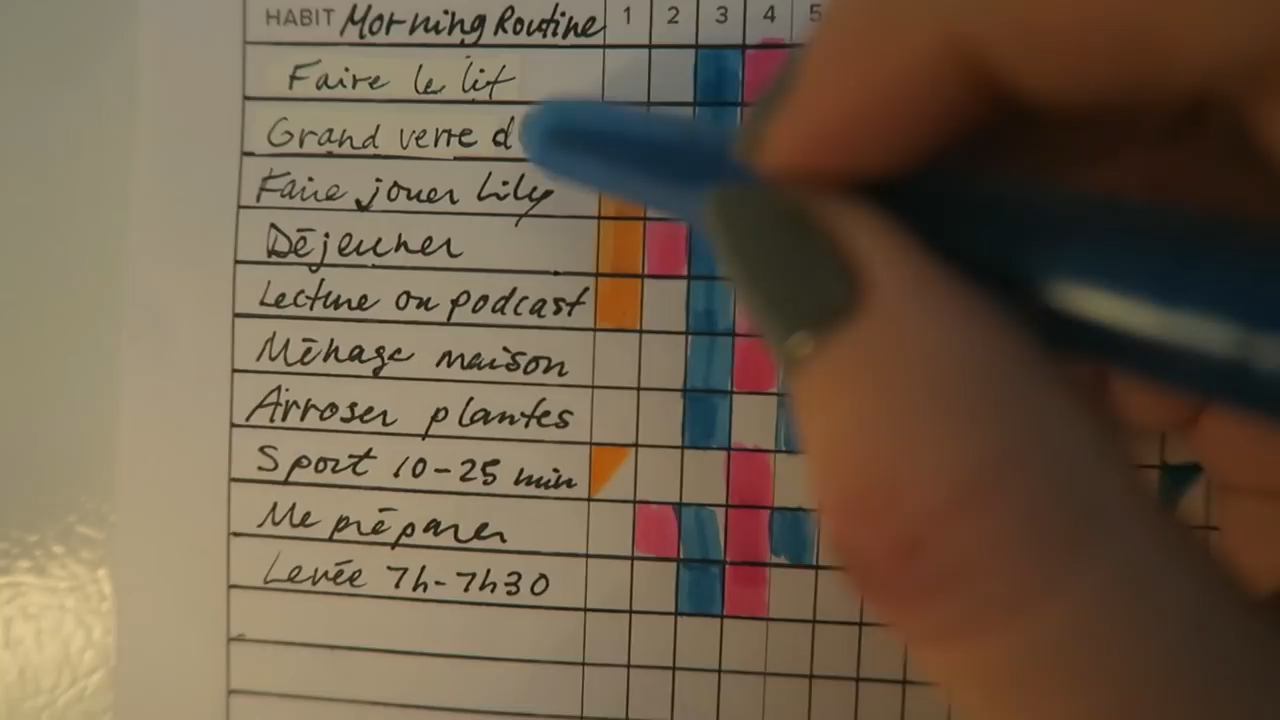 HABIT Morning Routine 1 2 3 4 5
Faire le lit
Grand verre d
Faire jouer Lily
Déjeuner
Lecture ou podcast
Ménage maison
Arroser plantes
Sport 10-25 min
Me préparer
Levée 7h-7h30